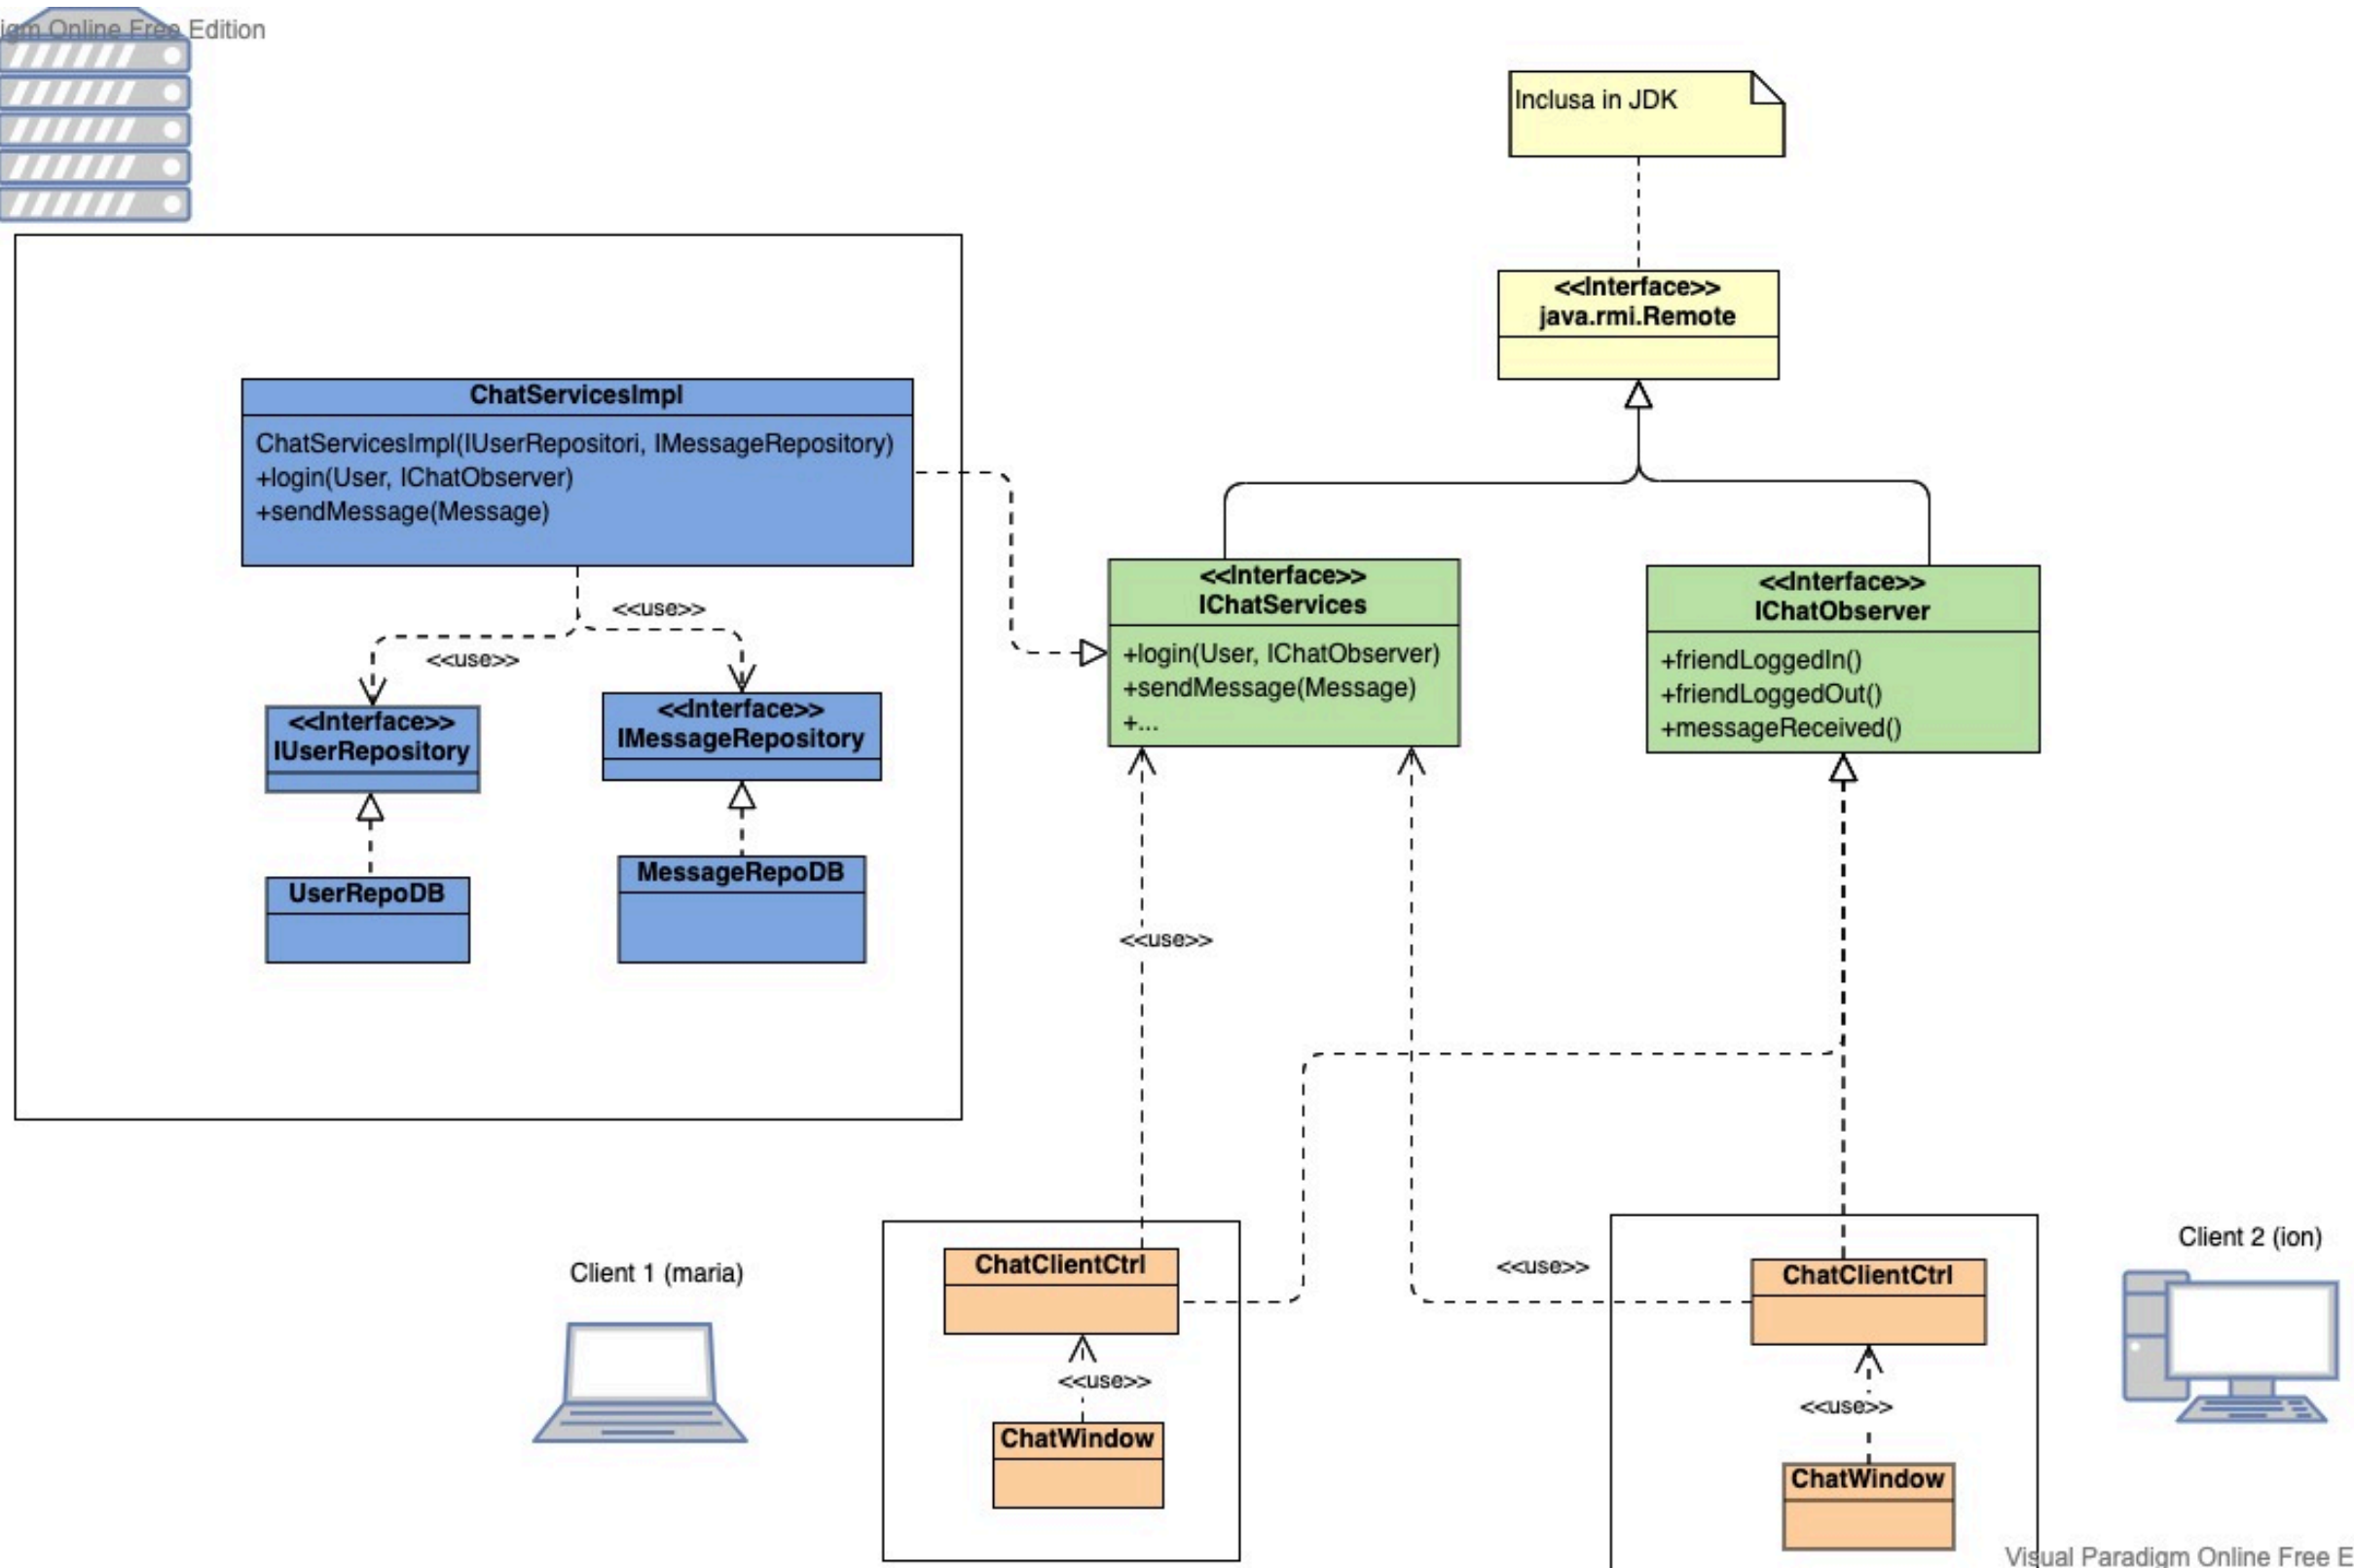 igm Online Free Edition
Inclusa in JDK
<<Interface>>
java.rmi.Remote
ChatServicesImpl
ChatServicesImpl(IUserRepositori, IMessageRepository)
+login(User, IChatObserver)
+sendMessage(Message)
<<use>>
<<use>>
<<Interface>>
IUserRepository
<<Interface>>
IMessageRepository
UserRepoDB
MessageRepoDB
<<Interface>>
IChatServices
+login(User, IChatObserver)
+sendMessage(Message)
+...
<<Interface>>
IChatObserver
+friendLoggedIn()
+friendLoggedOut()
+messageReceived()
<<use>>
Client 1 (maria)
ChatClientCtrl
<<use>>
ChatWindow
<<use>>
ChatClientCtrl
<<use>>
ChatWindow
Client 2 (ion)
Visual Paradigm Online Free E